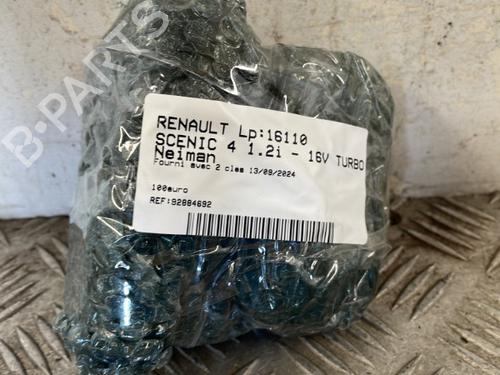 RENAULT Lp:16110
SCENIC 4 1.2i - 16V TURBO
Neiman
Fourni avec 2 cles 13/09/2024
100euro
REF:92884692
B-PARTS